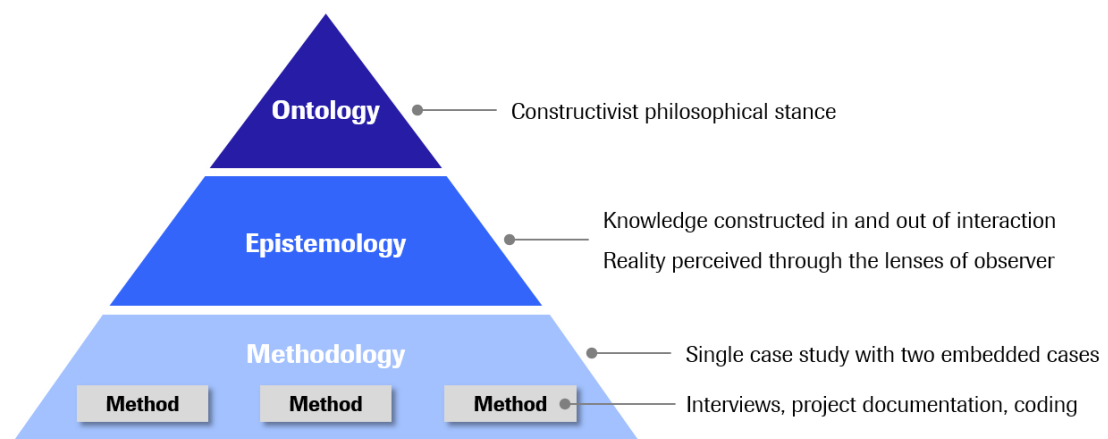 Ontology
Constructivist philosophical stance
Epistemology
Knowledge constructed in and out of interaction
Reality perceived through the lenses of observer
Methodology
Single case study with two embedded cases
Method
Method
Method
Interviews, project documentation, coding